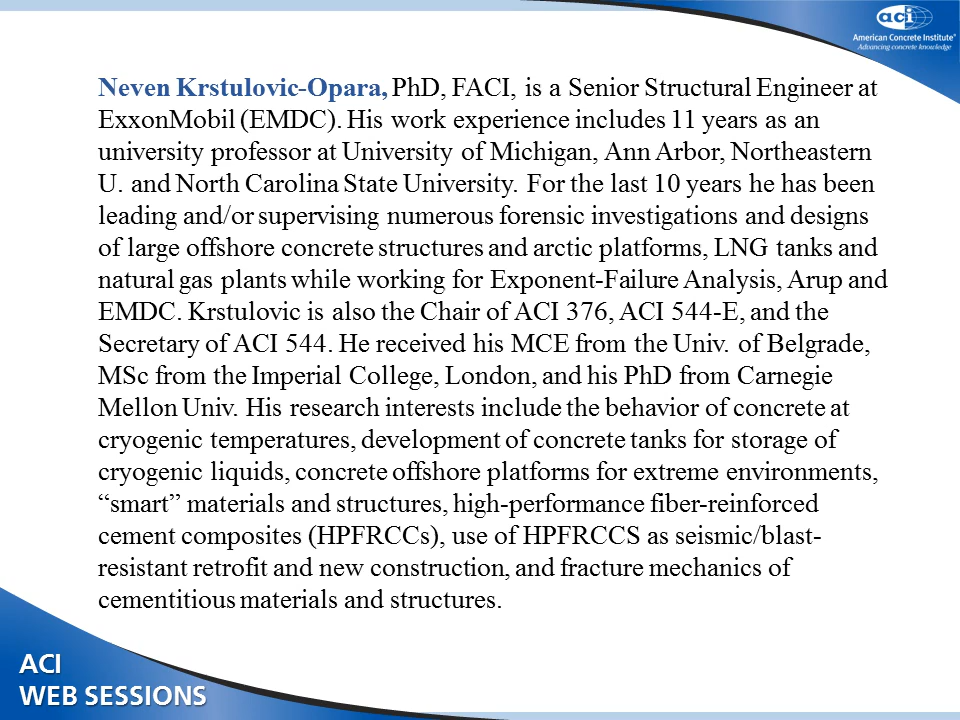 aci
American Concrete Institute®
Advancing concrete knowledge
Neven Krstulovic-Opara, PhD, FACI, is a Senior Structural Engineer at
ExxonMobil (EMDC). His work experience includes 11 years as an
university professor at University of Michigan, Ann Arbor, Northeastern
U. and North Carolina State University. For the last 10 years he has been
leading and/or supervising numerous forensic investigations and designs
of large offshore concrete structures and arctic platforms, LNG tanks and
natural gas plants while working for Exponent-Failure Analysis, Arup and
EMDC. Krstulovic is also the Chair of ACI 376, ACI 544-E, and the
Secretary of ACI 544. He received his MCE from the Univ. of Belgrade,
MSc from the Imperial College, London, and his PhD from Carnegie
Mellon Univ. His research interests include the behavior of concrete at
cryogenic temperatures, development of concrete tanks for storage of
cryogenic liquids, concrete offshore platforms for extreme environments,
“smart” materials and structures, high-performance fiber-reinforced
cement composites (HPFRCCs), use of HPFRCCS as seismic/blast-
resistant retrofit and new construction, and fracture mechanics of
cementitious materials and structures.
ACI
WEB SESSIONS